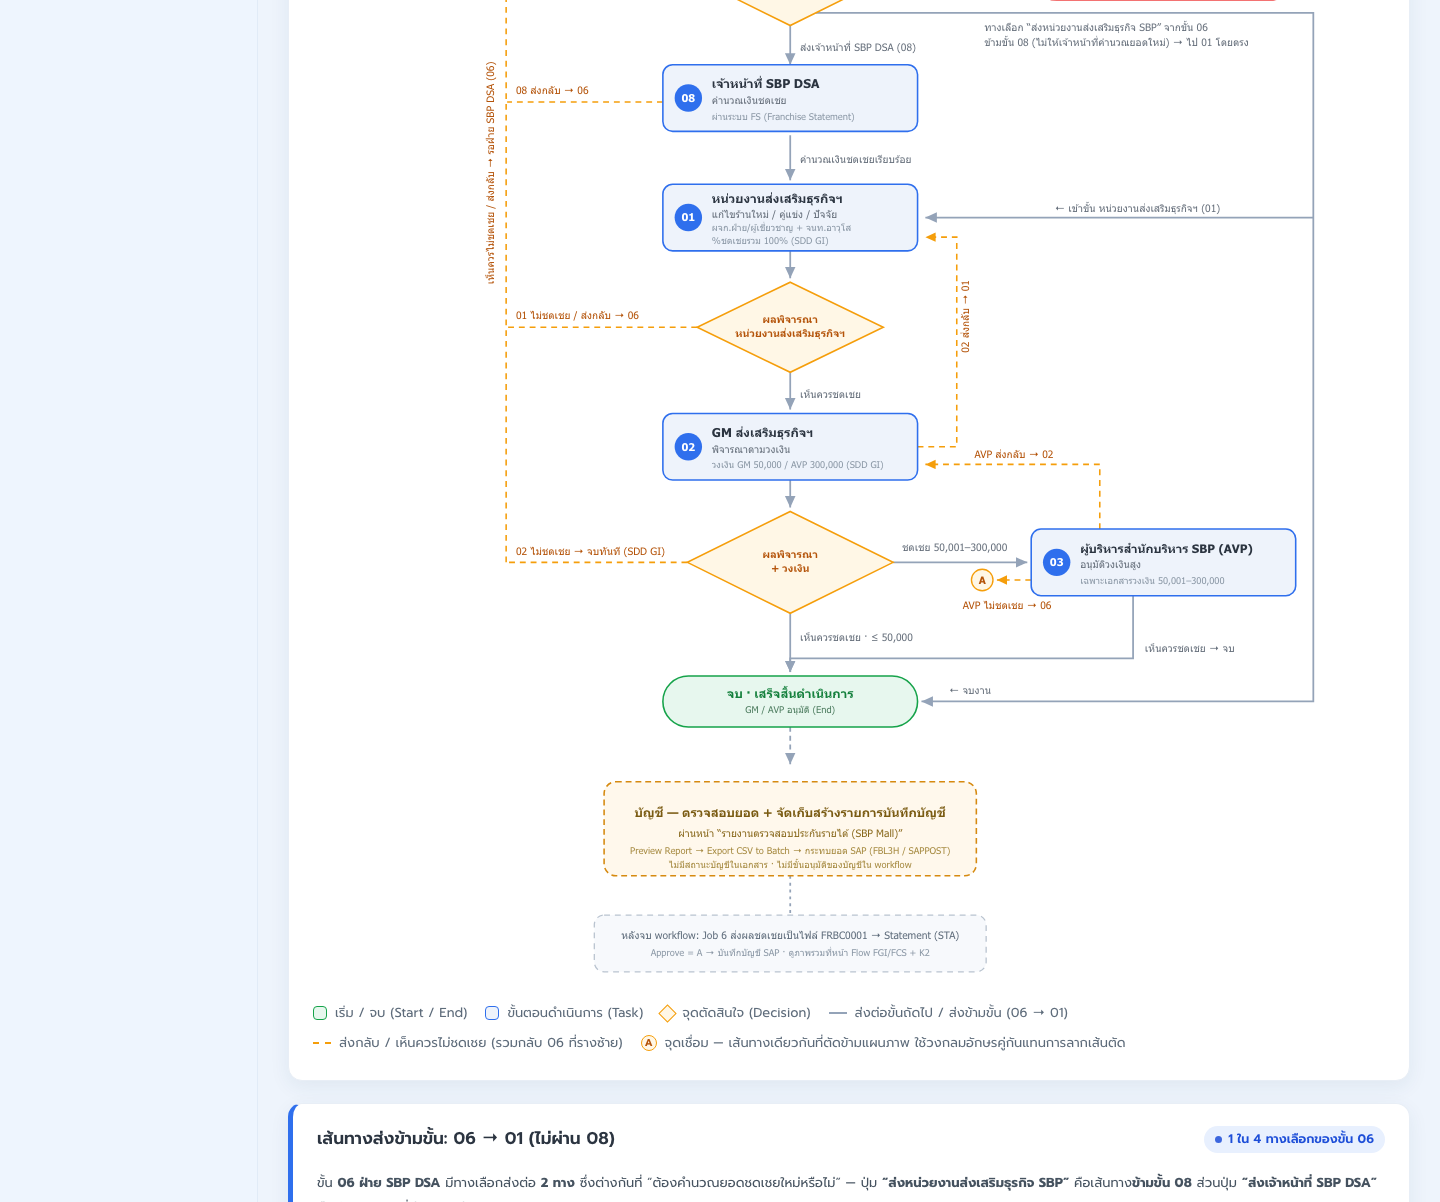 ทางเลือก “ส่งหน่วยงานส่งเสริมธุรกิจ SBP” จากขั้น 06
ข้ามขั้น 08 (ไม่ให้เจ้าหน้าที่คำนวณยอดใหม่) → ไป 01 โดยตรง
ส่งเจ้าหน้าที่ SBP DSA (08)
เห็นควรไม่ชดเชย / ส่งกลับ → รอฝ่าย SBP DSA (06)
08 ส่งกลับ → 06
08
เจ้าหน้าที่ SBP DSA
คำนวณเงินชดเชย
ผ่านระบบ FS (Franchise Statement)
คำนวณเงินชดเชยเรียบร้อย
01
หน่วยงานส่งเสริมธุรกิจฯ
แก้ไขร้านใหม่ / คู่แข่ง / ปัจจัย
ผจก.ฝ่าย/ผู้เชี่ยวชาญ + จนท.อาวุโส
%ชดเชยรวม 100% (SDD GI)
← เข้าขั้น หน่วยงานส่งเสริมธุรกิจฯ (01)
01 ไม่ชดเชย / ส่งกลับ → 06
ผลพิจารณา
หน่วยงานส่งเสริมธุรกิจฯ
02 ส่งกลับ → 01
เห็นควรชดเชย
02
GM ส่งเสริมธุรกิจฯ
พิจารณาตามวงเงิน
วงเงิน GM 50,000 / AVP 300,000 (SDD GI)
AVP ส่งกลับ → 02
02 ไม่ชดเชย → จบทันที (SDD GI)
ผลพิจารณา
+ วงเงิน
ชดเชย 50,001–300,000
03
ผู้บริหารสำนักบริหาร SBP (AVP)
อนุมัติวงเงินสูง
เฉพาะเอกสารวงเงิน 50,001–300,000
A
AVP ไม่ชดเชย → 06
เห็นควรชดเชย · ≤ 50,000
เห็นควรชดเชย → จบ
จบ · เสร็จสิ้นดำเนินการ
GM / AVP อนุมัติ (End)
← จบงาน
บัญชี — ตรวจสอบยอด + จัดเก็บสร้างรายการบันทึกบัญชี
ผ่านหน้า “รายงานตรวจสอบประกันรายได้ (SBP Mall)”
Preview Report → Export CSV to Batch → กระทบยอด SAP (FBL3H / SAPPOST)
ไม่มีสถานะบัญชีในเอกสาร · ไม่มีขั้นอนุมัติของบัญชีใน workflow
หลังจบ workflow: Job 6 ส่งผลชดเชยเป็นไฟล์ FRBC0001 → Statement (STA)
Approve = A → บันทึกบัญชี SAP · ดูภาพรวมที่หน้า Flow FGI/FCS + K2
เริ่ม / จบ (Start / End)
ขั้นตอนดำเนินการ (Task)
จุดตัดสินใจ (Decision)
ส่งต่อขั้นถัดไป / ส่งข้ามขั้น (06 → 01)
ส่งกลับ / เห็นควรไม่ชดเชย (รวมกลับ 06 ที่รางซ้าย)
A จุดเชื่อม — เส้นทางเดียวกันที่ตัดข้ามแผนภาพ ใช้วงกลมอักษรคู่กันแทนการลากเส้นตัด
เส้นทางส่งข้ามขั้น: 06 → 01 (ไม่ผ่าน 08)
1 ใน 4 ทางเลือกของขั้น 06
ขั้น 06 ฝ่าย SBP DSA มีทางเลือกส่งต่อ 2 ทาง ซึ่งต่างกันที่ “ต้องคำนวณยอดชดเชยใหม่หรือไม่” — ปุ่ม “ส่งหน่วยงานส่งเสริมธุรกิจ SBP” คือเส้นทางข้ามขั้น 08 ส่วนปุ่ม “ส่งเจ้าหน้าที่ SBP DSA”